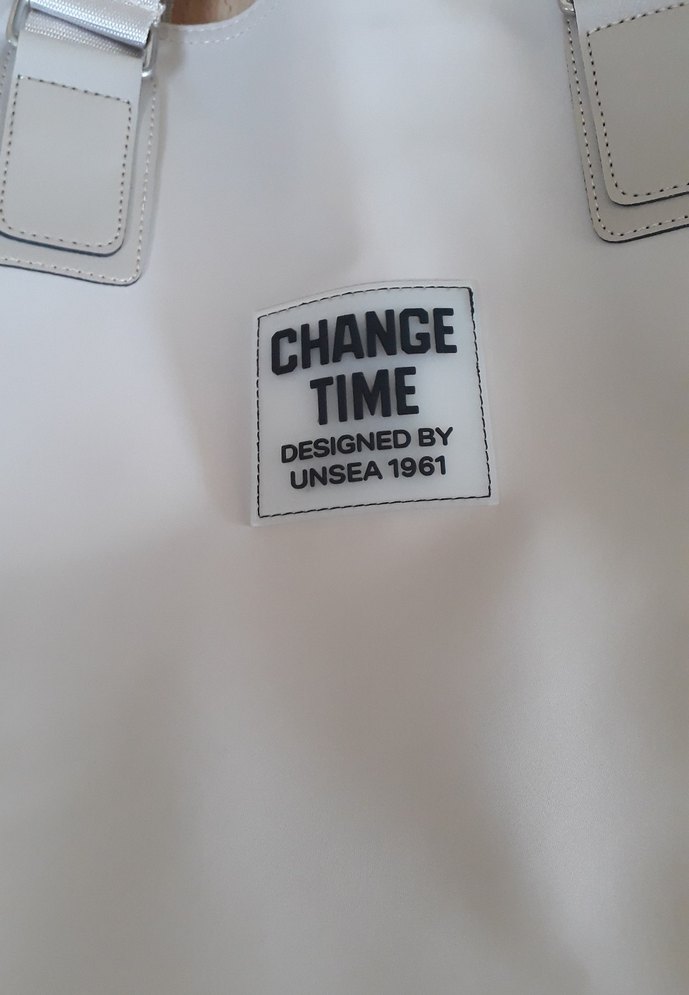 CHANGE
TIME
DESIGNED BY
UNSEA 1961